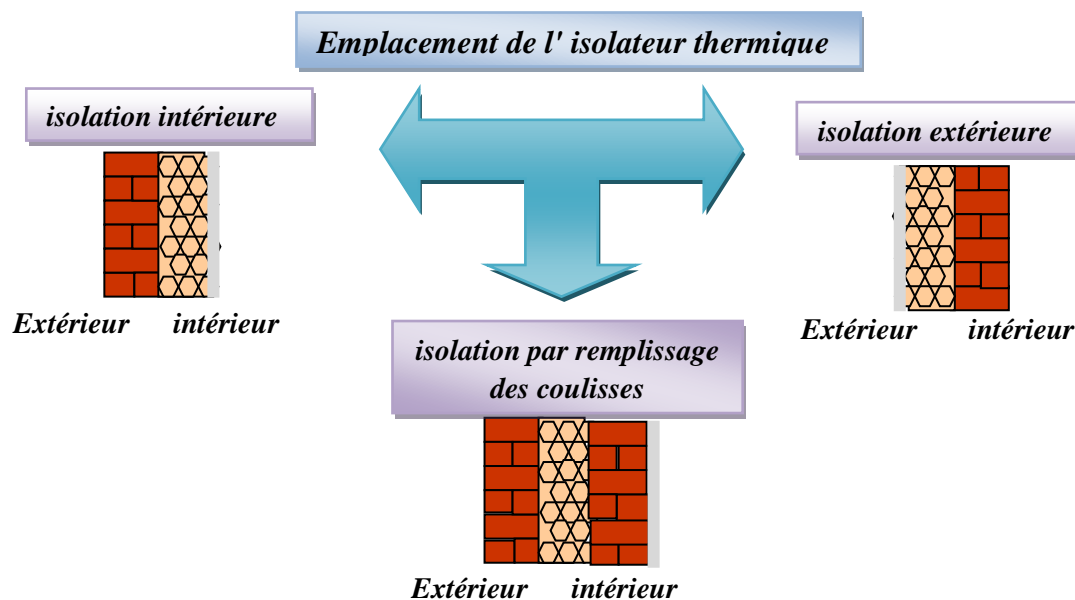 Emplacement de l' isolateur thermique
isolation intérieure
isolation extérieure
Extérieur intérieur
Extérieur intérieur
isolation par remplissage
des coulisses
Extérieur intérieur